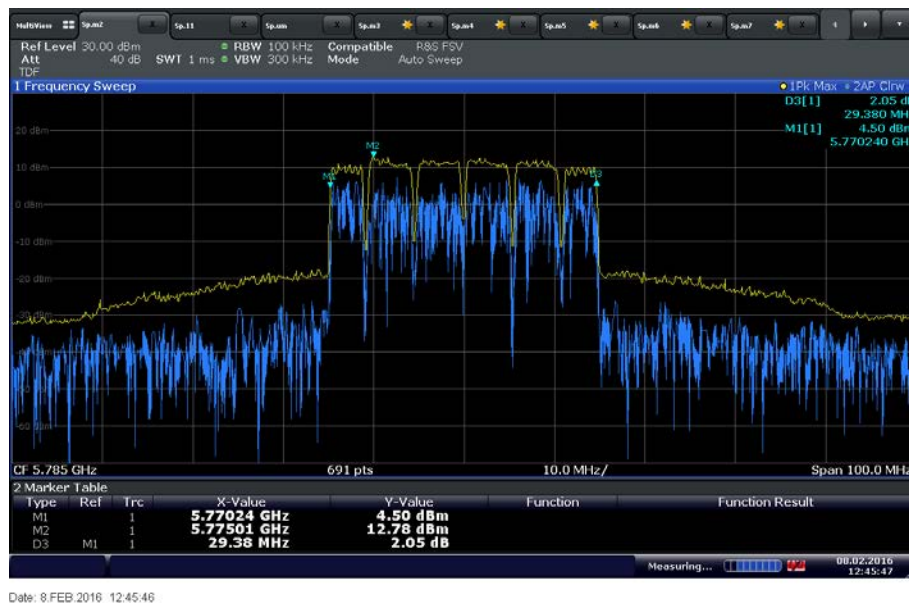 MultiView Sp.m2 X Sp.11 X Sp.um X Sp.m3 X Sp.m4 X Sp.m5 X Sp.m6 X Sp.m7 X
Ref Level 30.00 dBm RBW 100 kHz Compatible R&S FSV
Att 40 dB SWT 1 ms VBW 300 kHz Mode Auto Sweep
TDF
1 Frequency Sweep 1Pk Max 2AP Clrw
D3[1] 2.05 d
29.380 MH
M1[1] 4.50 dBm
5.770240 GH
20 dBm
M2
10 dBm
M1 D3
0 dBm
-10 dBm
-20 dBm
CF 5.785 GHz 691 pts 10.0 MHz/ Span 100.0 MHz
2 Marker Table
Type Ref Trc X-Value Y-Value Function Function Result
M1 1 5.77024 GHz 4.50 dBm
M2 1 5.77501 GHz 12.78 dBm
D3 M1 1 29.38 MHz 2.05 dB
Measuring... 08.02.2016
12:45:47
Date: 8.FEB.2016 12:45:46